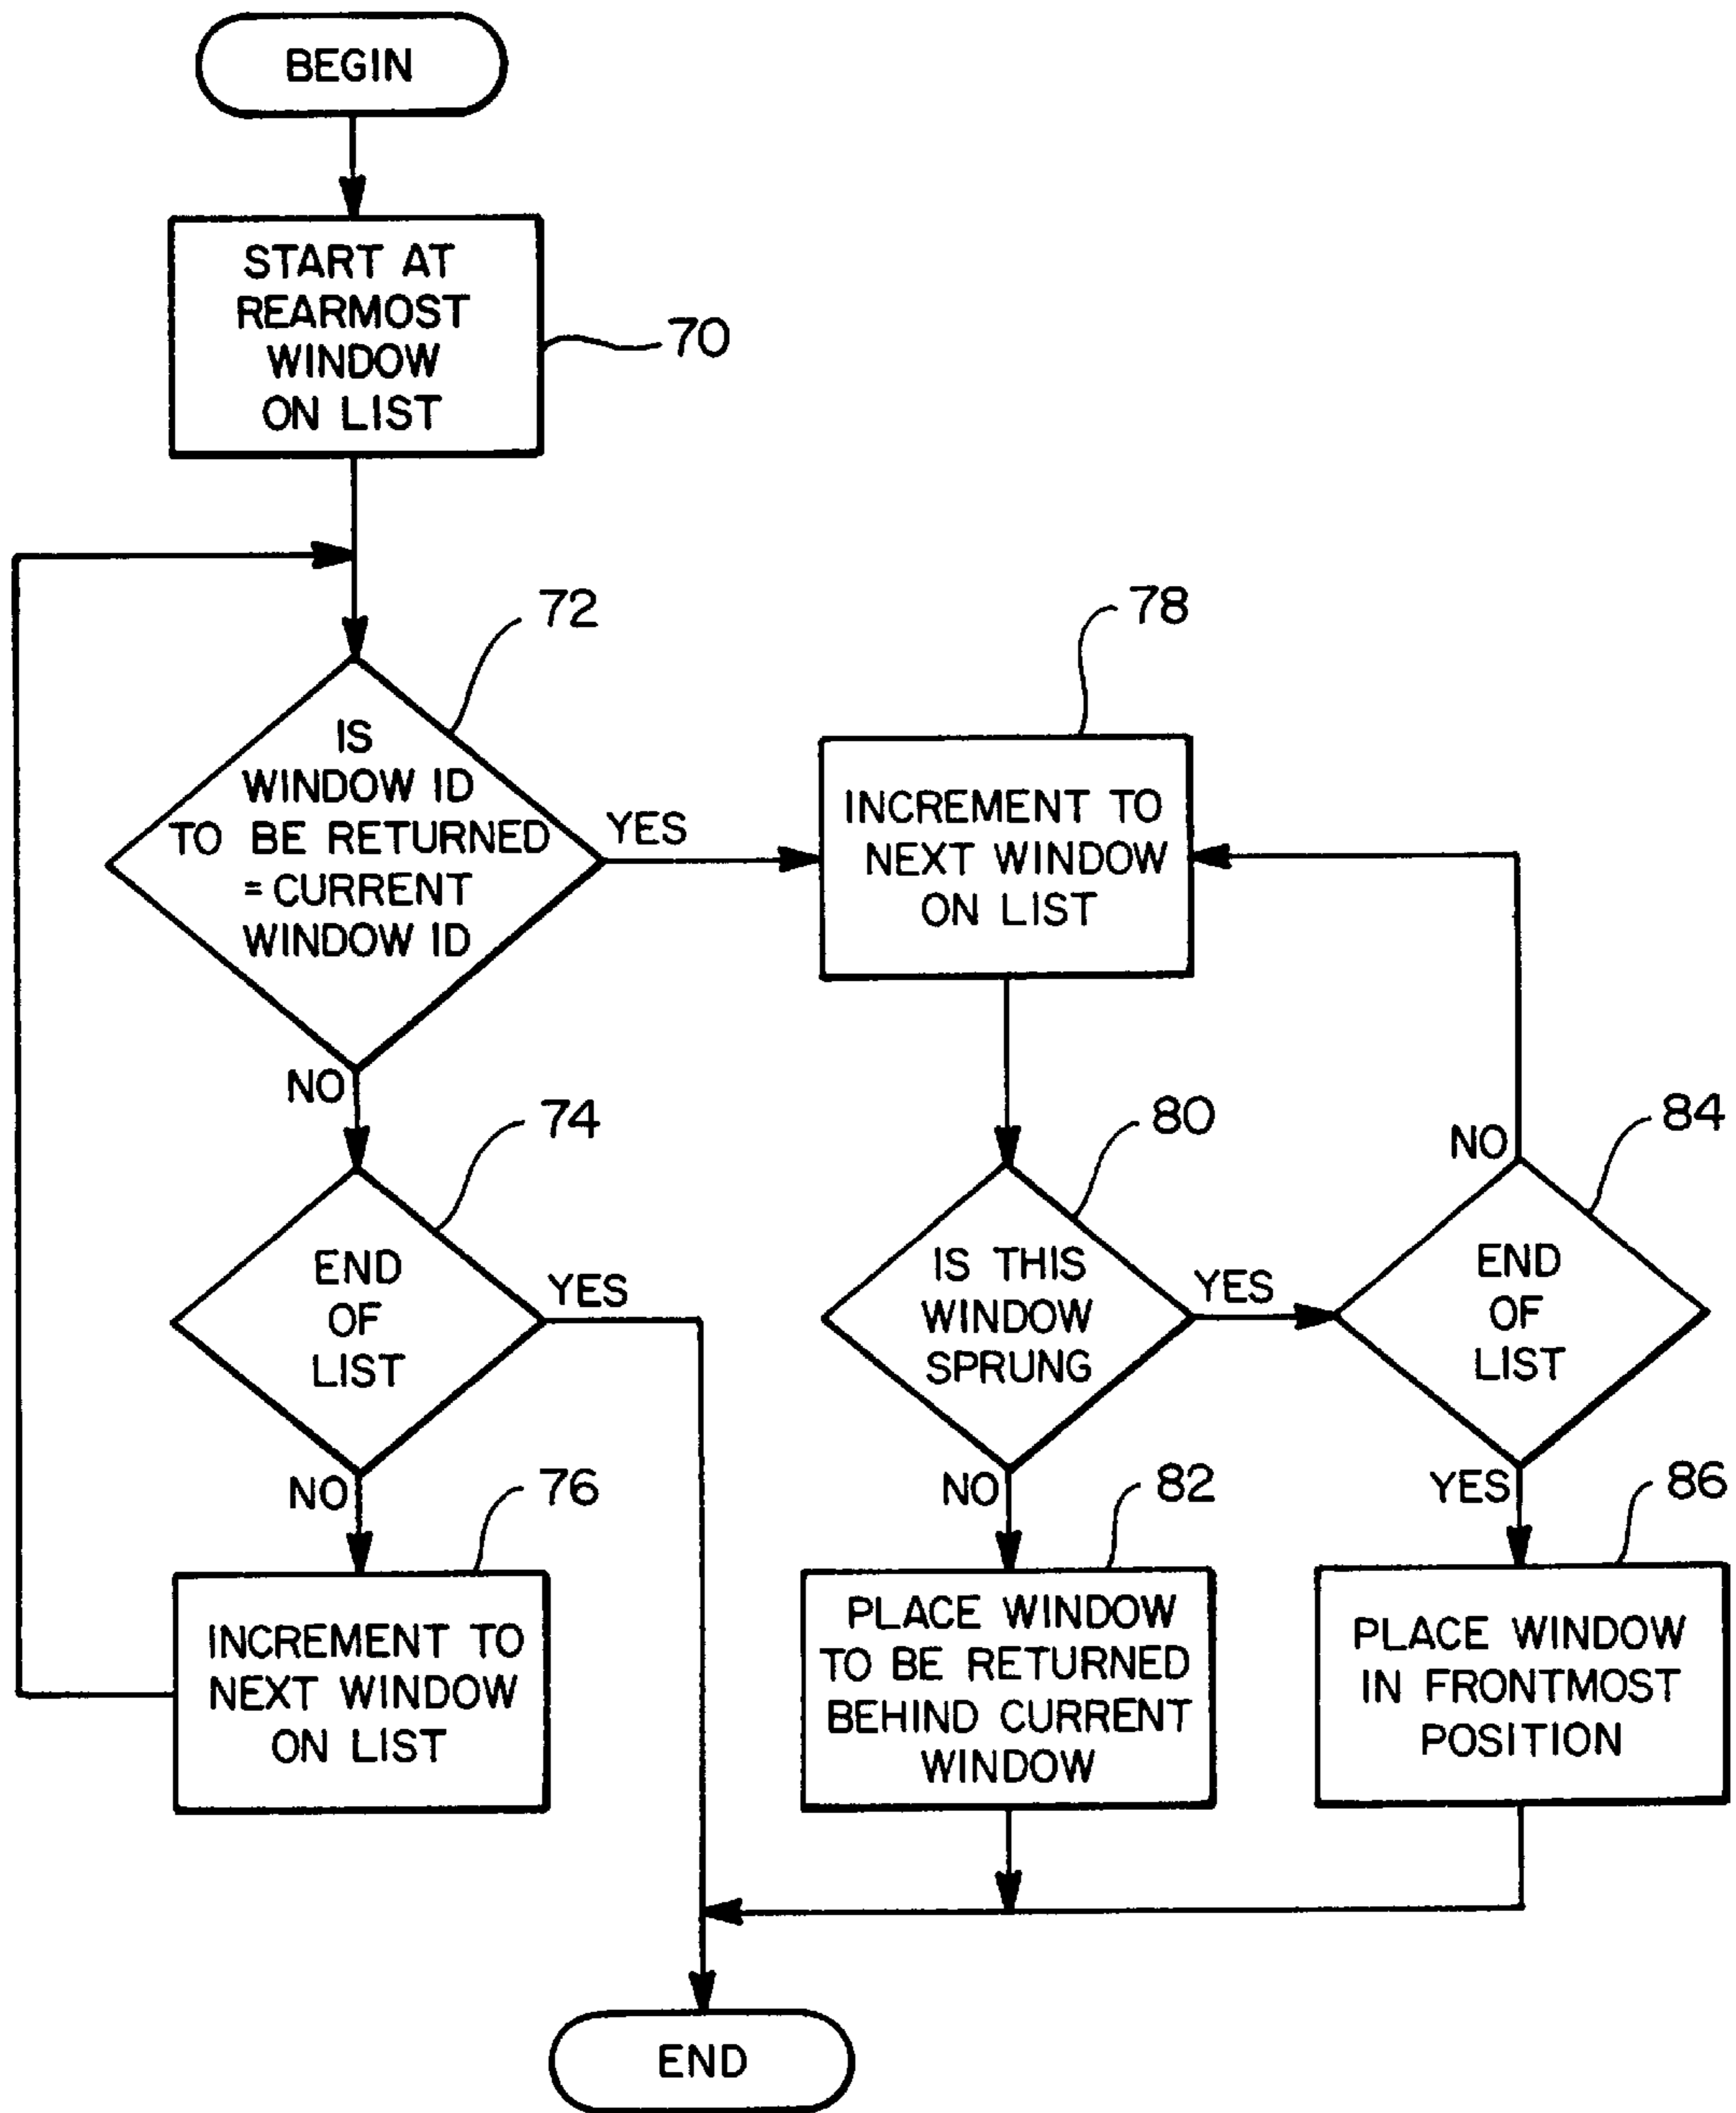 BEGIN
START AT
REARMOST
WINDOW
ON LIST
70
72
IS
WINDOW ID
TO BE RETURNED
= CURRENT
WINDOW ID
YES
NO
78
INCREMENT TO
NEXT WINDOW
ON LIST
74
END
OF
LIST
YES
NO
80
IS THIS
WINDOW
SPRUNG
YES
NO
84
NO
END
OF
LIST
YES
76
INCREMENT TO
NEXT WINDOW
ON LIST
82
PLACE WINDOW
TO BE RETURNED
BEHIND CURRENT
WINDOW
86
PLACE WINDOW
IN FRONTMOST
POSITION
END